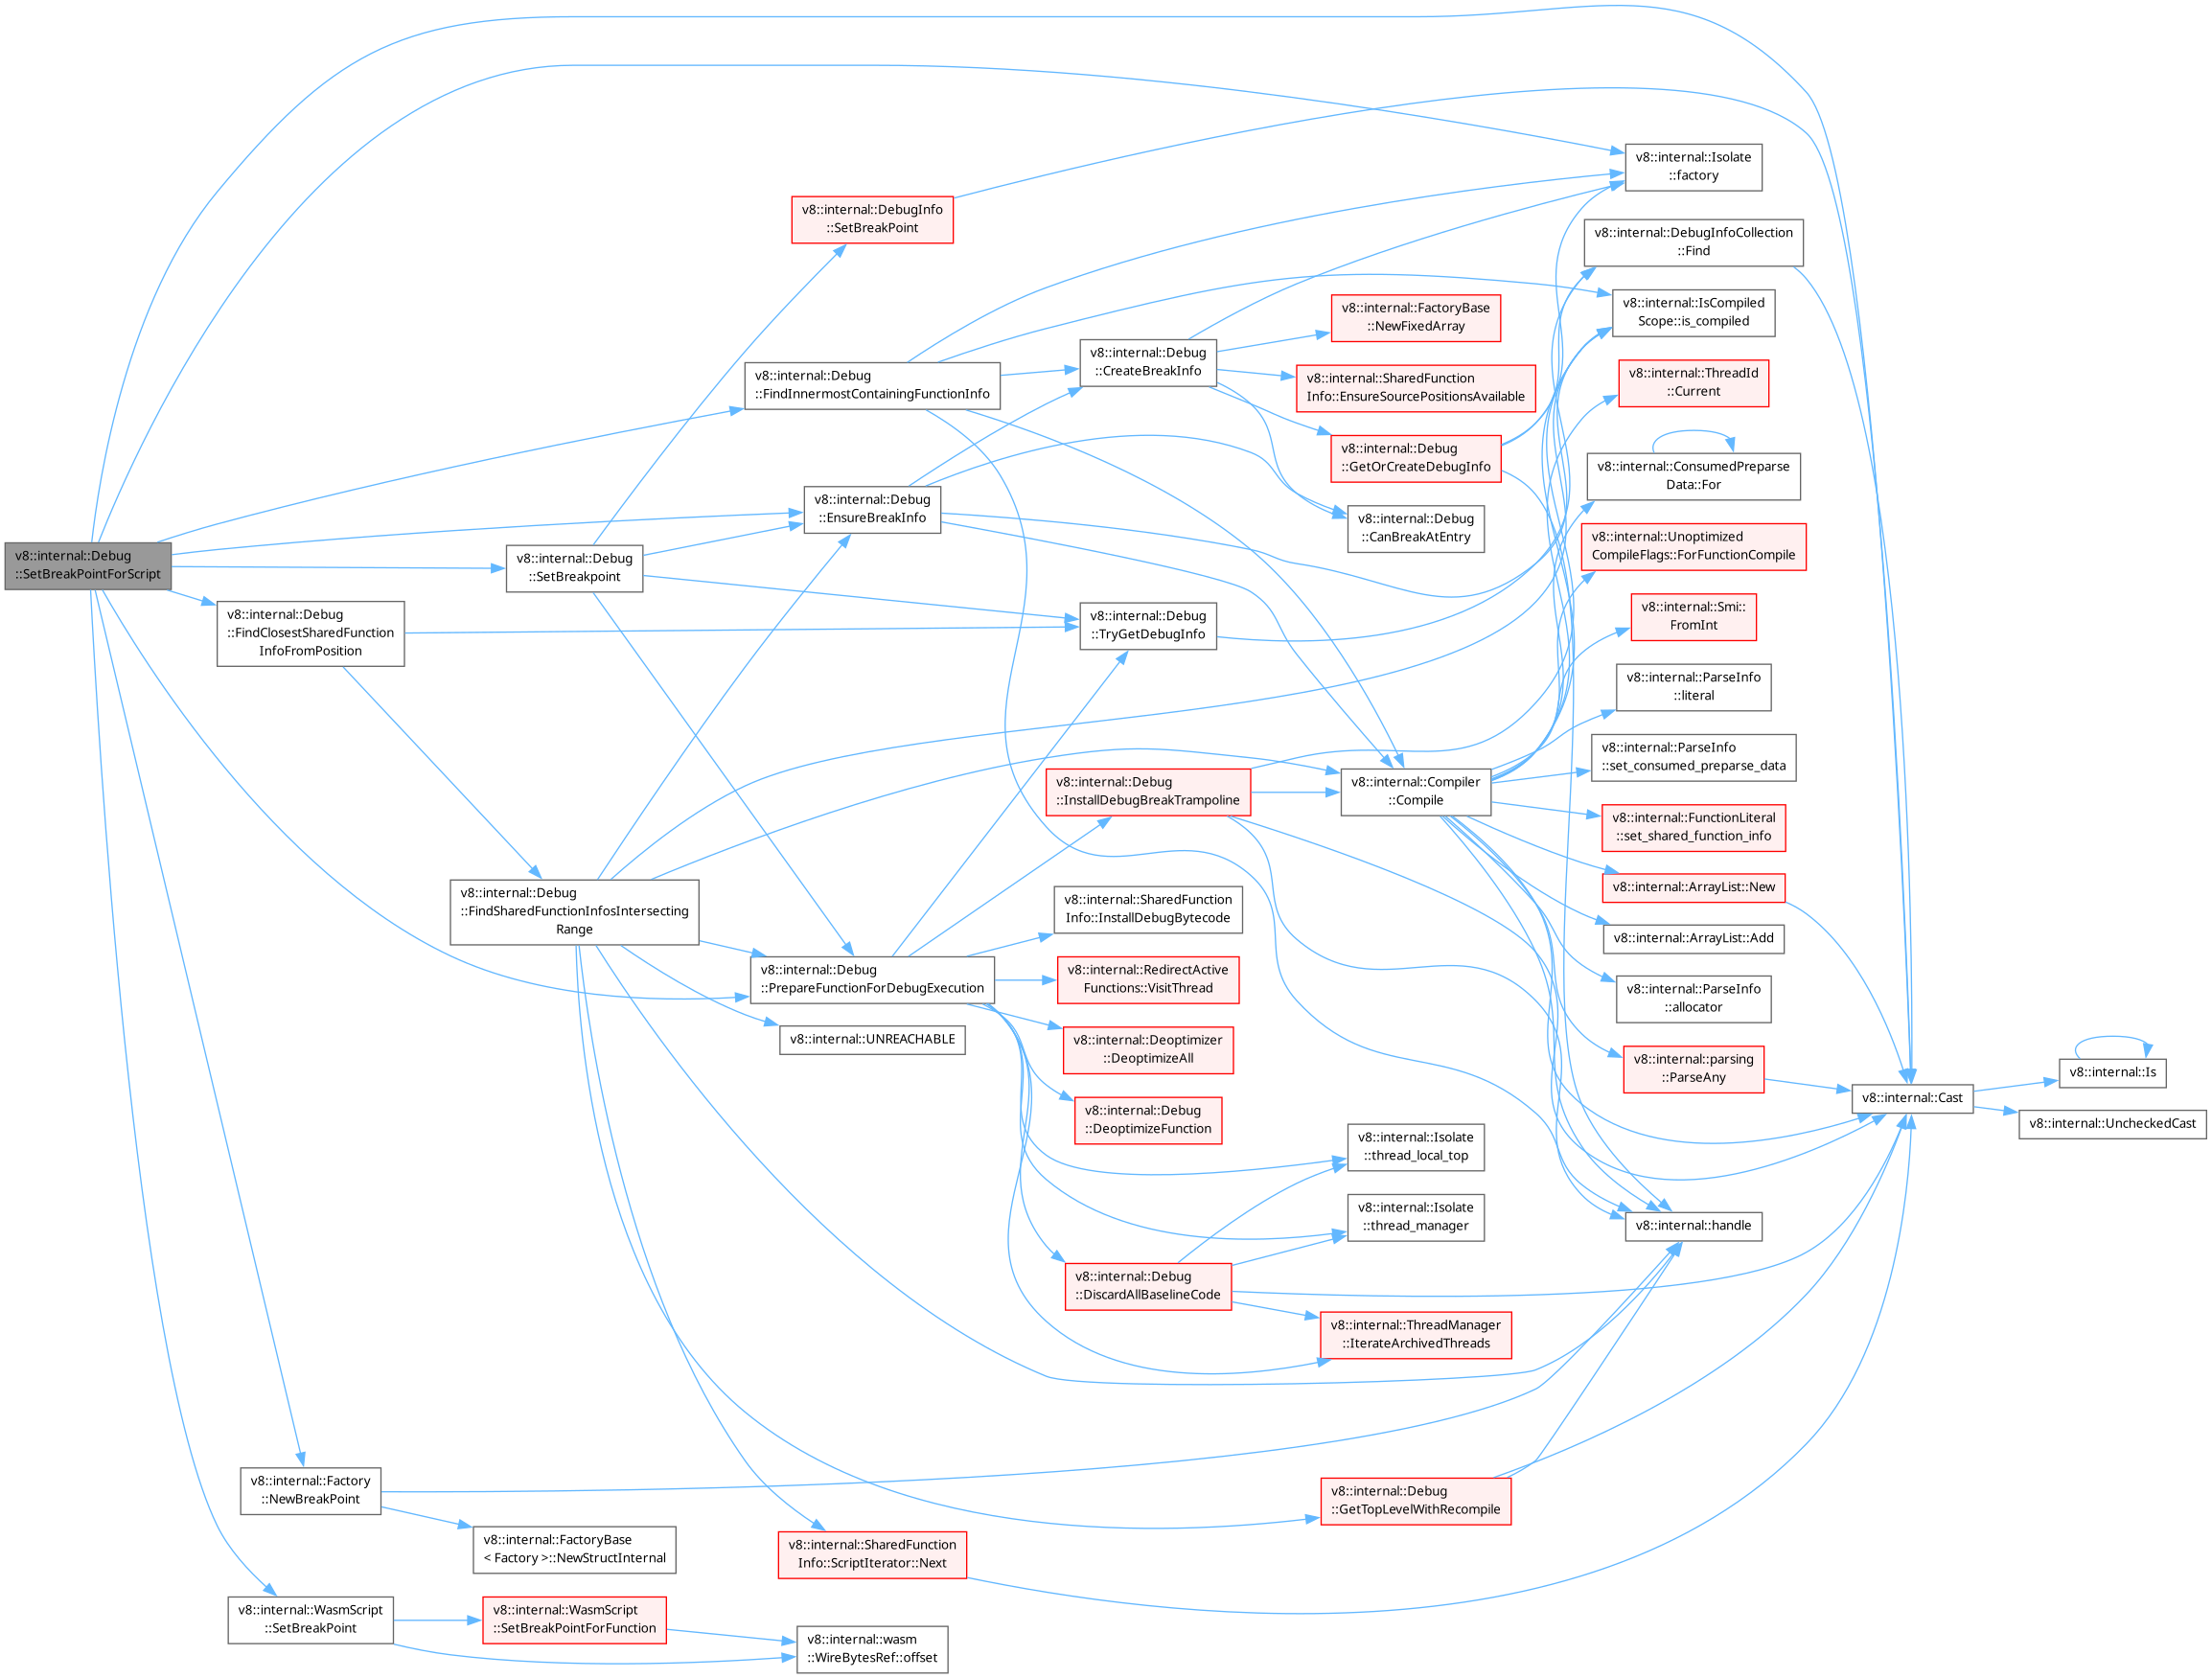 v8::internal::Debug
::SetBreakPointForScript
v8::internal::Debug
::FindClosestSharedFunction
InfoFromPosition
v8::internal::Factory
::NewBreakPoint
v8::internal::WasmScript
::SetBreakPoint
v8::internal::Debug
::SetBreakpoint
v8::internal::Debug
::FindSharedFunctionInfosIntersecting
Range
v8::internal::FactoryBase
< Factory >::NewStructInternal
v8::internal::WasmScript
::SetBreakPointForFunction
v8::internal::DebugInfo
::SetBreakPoint
v8::internal::Debug
::FindInnermostContainingFunctionInfo
v8::internal::Debug
::EnsureBreakInfo
v8::internal::Debug
::PrepareFunctionForDebugExecution
v8::internal::UNREACHABLE
v8::internal::SharedFunction
Info::ScriptIterator::Next
v8::internal::wasm
::WireBytesRef::offset
v8::internal::Debug
::CreateBreakInfo
v8::internal::Debug
::TryGetDebugInfo
v8::internal::Debug
::InstallDebugBreakTrampoline
v8::internal::SharedFunction
Info::InstallDebugBytecode
v8::internal::RedirectActive
Functions::VisitThread
v8::internal::Deoptimizer
::DeoptimizeAll
v8::internal::Debug
::DeoptimizeFunction
v8::internal::Debug
::DiscardAllBaselineCode
v8::internal::FactoryBase
::NewFixedArray
v8::internal::SharedFunction
Info::EnsureSourcePositionsAvailable
v8::internal::Debug
::GetOrCreateDebugInfo
v8::internal::Debug
::CanBreakAtEntry
v8::internal::Compiler
::Compile
v8::internal::Isolate
::thread_local_top
v8::internal::Isolate
::thread_manager
v8::internal::ThreadManager
::IterateArchivedThreads
v8::internal::Debug
::GetTopLevelWithRecompile
v8::internal::Isolate
::factory
v8::internal::DebugInfoCollection
::Find
v8::internal::IsCompiled
Scope::is_compiled
v8::internal::ThreadId
::Current
v8::internal::ConsumedPreparse
Data::For
v8::internal::Unoptimized
CompileFlags::ForFunctionCompile
v8::internal::Smi::
FromInt
v8::internal::ParseInfo
::literal
v8::internal::ParseInfo
::set_consumed_preparse_data
v8::internal::FunctionLiteral
::set_shared_function_info
v8::internal::ArrayList::New
v8::internal::ArrayList::Add
v8::internal::ParseInfo
::allocator
v8::internal::parsing
::ParseAny
v8::internal::handle
v8::internal::Cast
v8::internal::Is
v8::internal::UncheckedCast